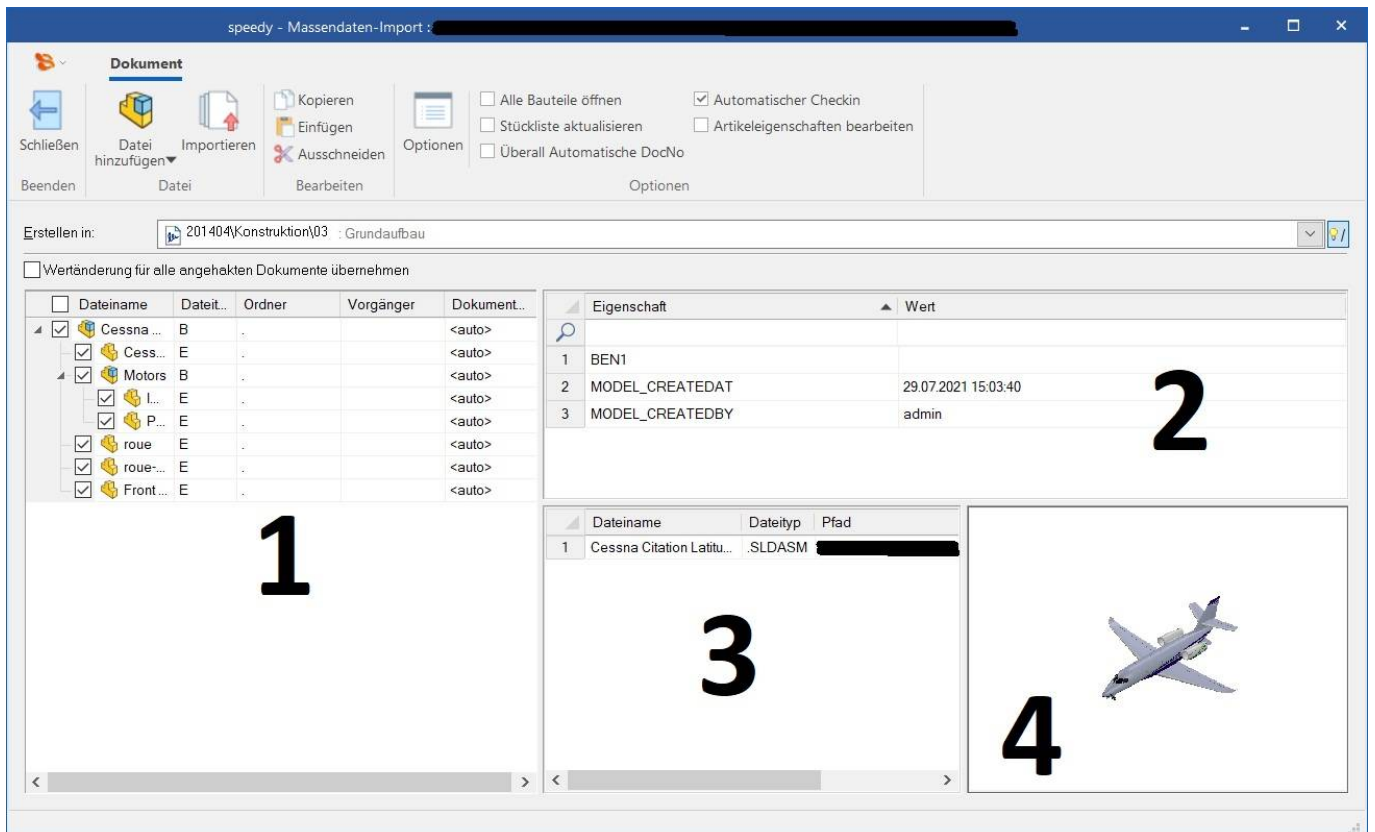 speedy - Massendaten-Import :
Dokument
Schließen
Datei hinzufügen
Importieren
Kopieren
Einfügen
Ausschneiden
Optionen
Alle Bauteile öffnen
Stückliste aktualisieren
Überall Automatische DocNo
Automatischer Checkin
Artikeleigenschaften bearbeiten
Beenden Datei Bearbeiten Optionen
Erstellen in: 201404\Konstruktion\03 : Grundaufbau
Wertänderung für alle angehakten Dokumente übernehmen
Dateiname Dateit... Ordner Vorgänger Dokument...
Cessna ... B . <auto>
Cess... E . <auto>
Motors B . <auto>
I... E . <auto>
P... E . <auto>
roue E . <auto>
roue-... E . <auto>
Front ... E . <auto>
1
Eigenschaft Wert
1 BEN1
2 MODEL_CREATEDAT 29.07.2021 15:03:40
3 MODEL_CREATEDBY admin
2
Dateiname Dateityp Pfad
1 Cessna Citation Latitu... .SLDASM
3
4